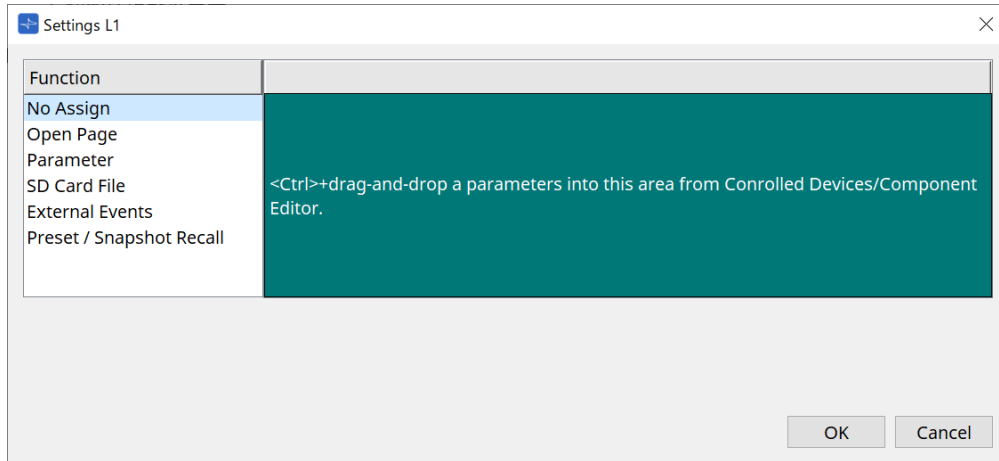 Settings L1
Function
No Assign
Open Page
Parameter
SD Card File
External Events
Preset / Snapshot Recall
<Ctrl>+drag-and-drop a parameters into this area from Conrolled Devices/Component
Editor.
OK
Cancel